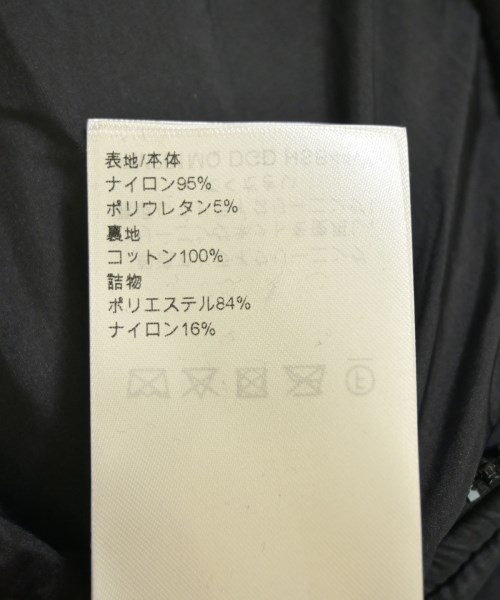 表地/本体
ナイロン95%
ポリウレタン5%
裏地
コットン100%
詰物
ポリエステル84%
ナイロン16%